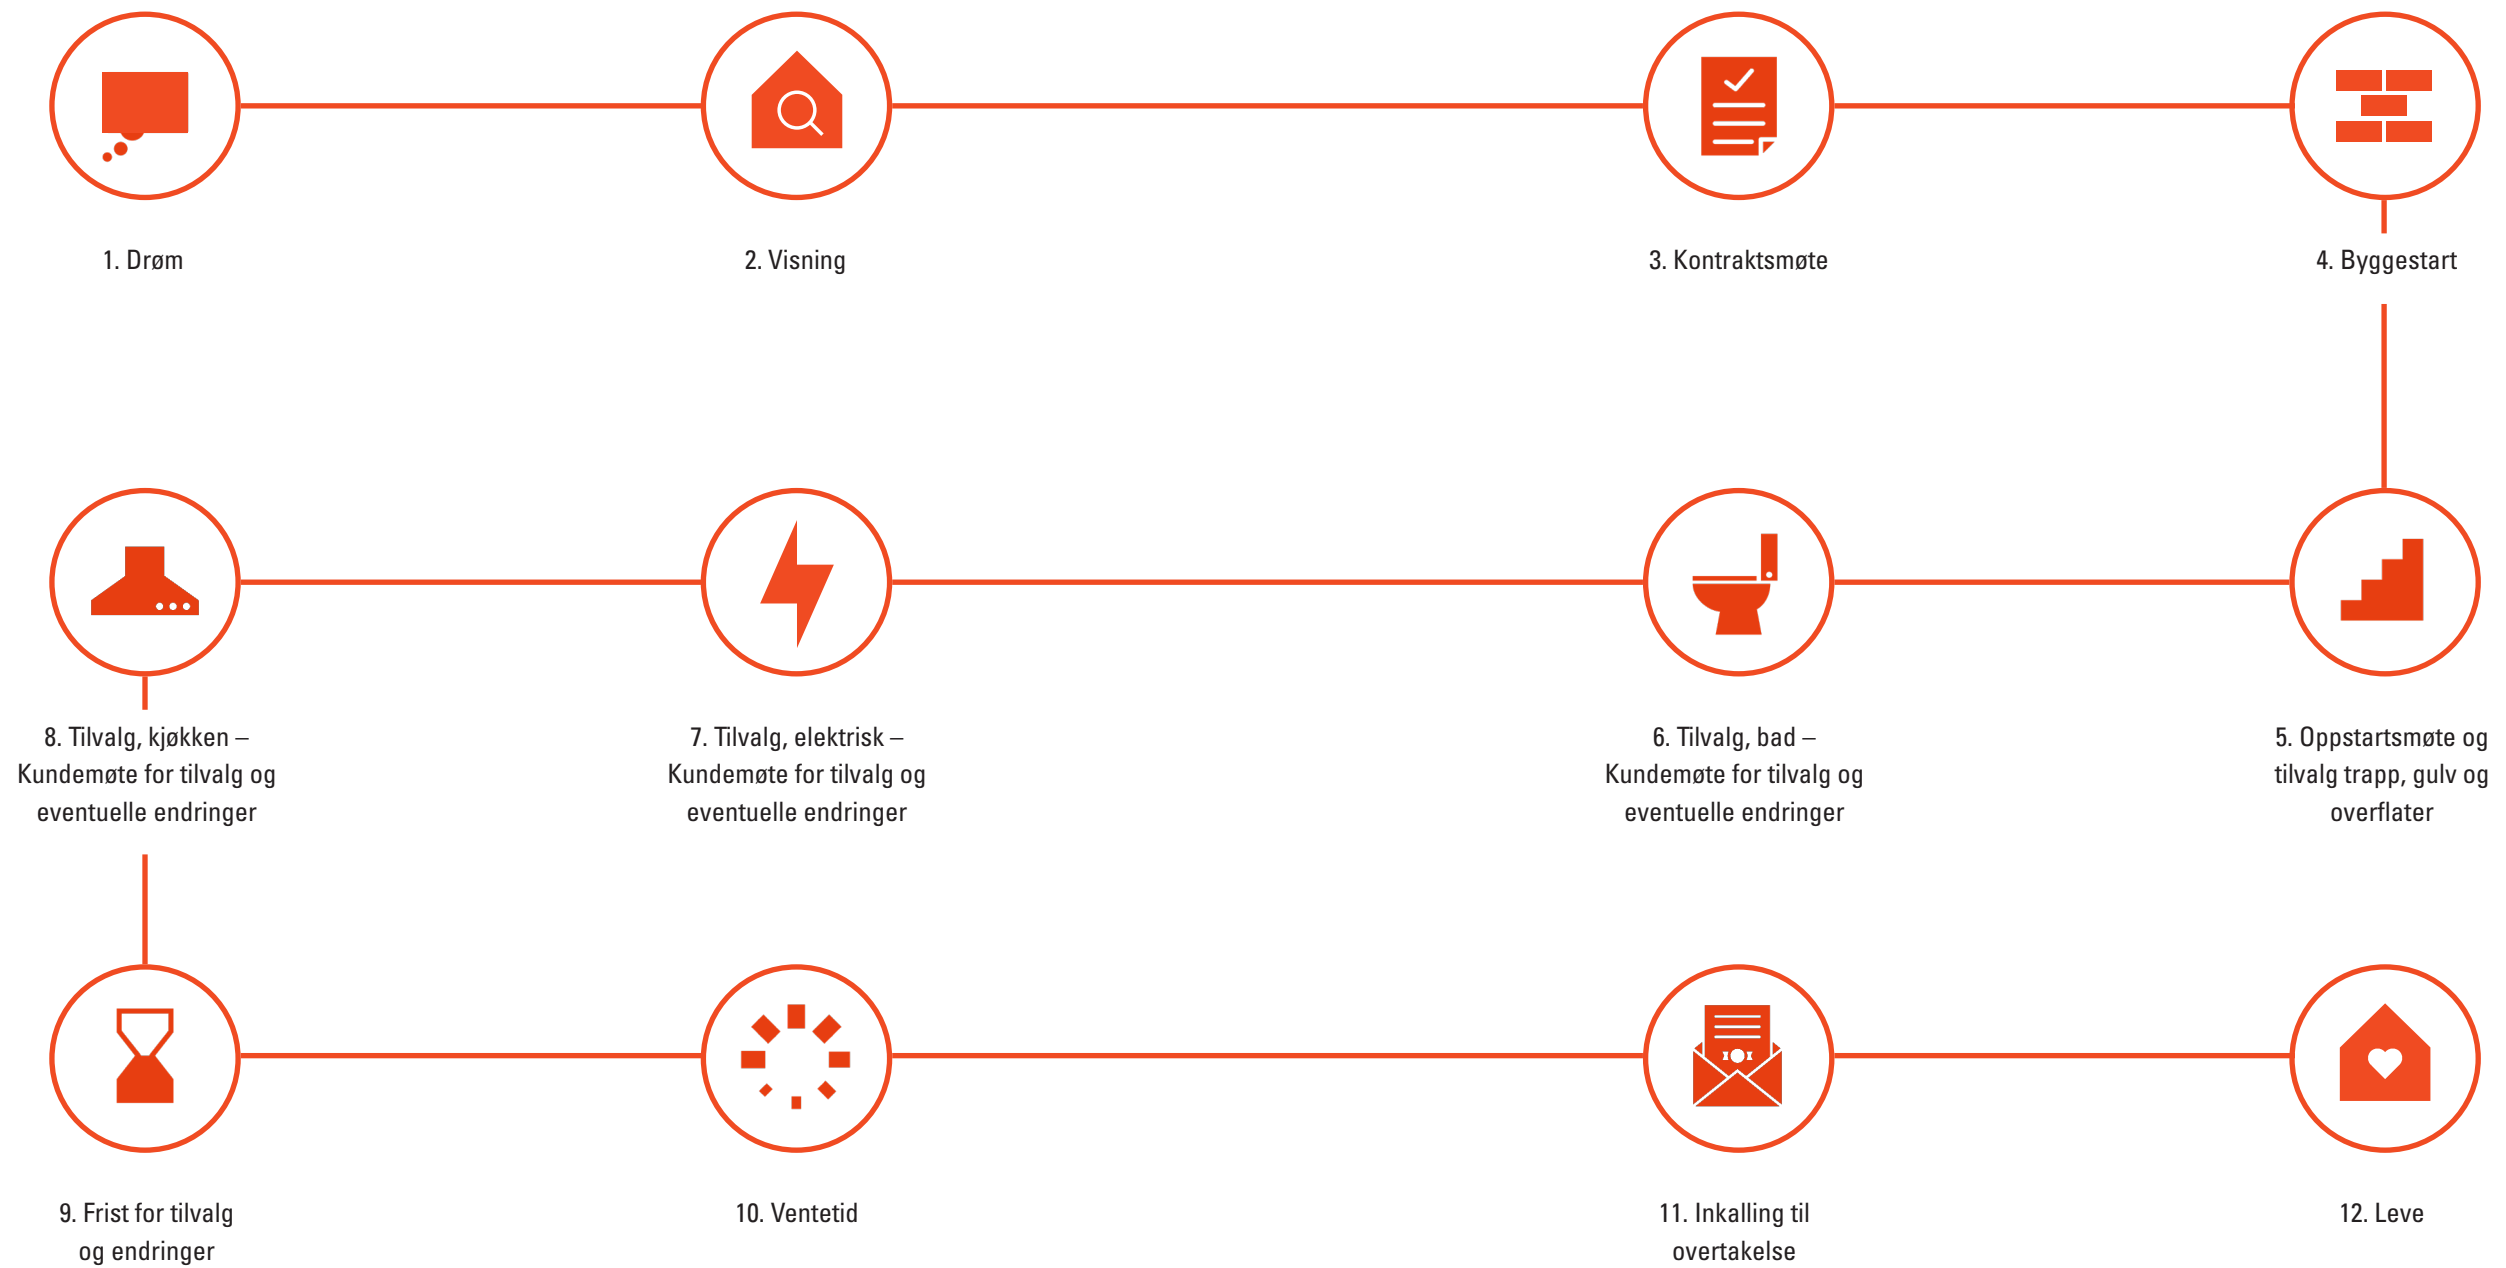 1. Drøm
2. Visning
3. Kontraktsmøte
4. Byggestart
5. Oppstartsmøte og
tilvalg trapp, gulv og
overflater
6. Tilvalg, bad –
Kundemøte for tilvalg og
eventuelle endringer
7. Tilvalg, elektrisk –
Kundemøte for tilvalg og
eventuelle endringer
8. Tilvalg, kjøkken –
Kundemøte for tilvalg og
eventuelle endringer
9. Frist for tilvalg
og endringer
10. Ventetid
11. Inkalling til
overtakelse
12. Leve